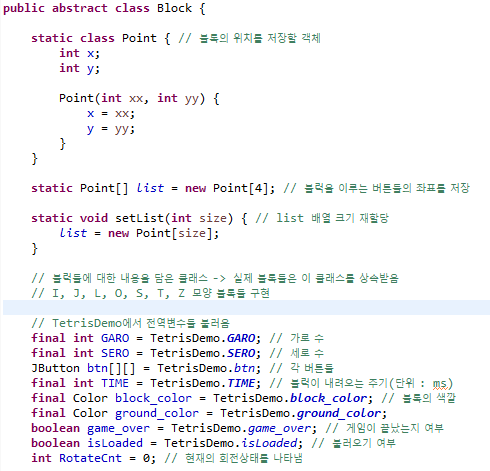 public abstract class Block {
static class Point { // 블록의 위치를 저장할 객체
int x;
int y;
Point(int xx, int yy) {
x = xx;
y = yy;
}
}
static Point[] list = new Point[4]; // 블럭을 이루는 버튼들의 좌표를 저장
static void setList(int size) { // list 배열 크기 재할당
list = new Point[size];
}
// 블럭들에 대한 내용을 담은 클래스 -> 실제 블록들은 이 클래스를 상속받음
// I, J, L, O, S, T, Z 모양 블록들 구현
// TetrisDemo에서 전역변수들 불러옴
final int GARO = TetrisDemo.GARO; // 가로 수
final int SERO = TetrisDemo.SERO; // 세로 수
JButton btn[][] = TetrisDemo.btn; // 각 버튼들
final int TIME = TetrisDemo.TIME; // 블럭이 내려오는 주기(단위 : ms)
final Color block_color = TetrisDemo.block_color; // 블록의 색깔
final Color ground_color = TetrisDemo.ground_color;
boolean game_over = TetrisDemo.game_over; // 게임이 끝났는지 여부
boolean isLoaded = TetrisDemo.isLoaded; // 불러오기 여부
int RotateCnt = 0; // 현재의 회전상태를 나타냄